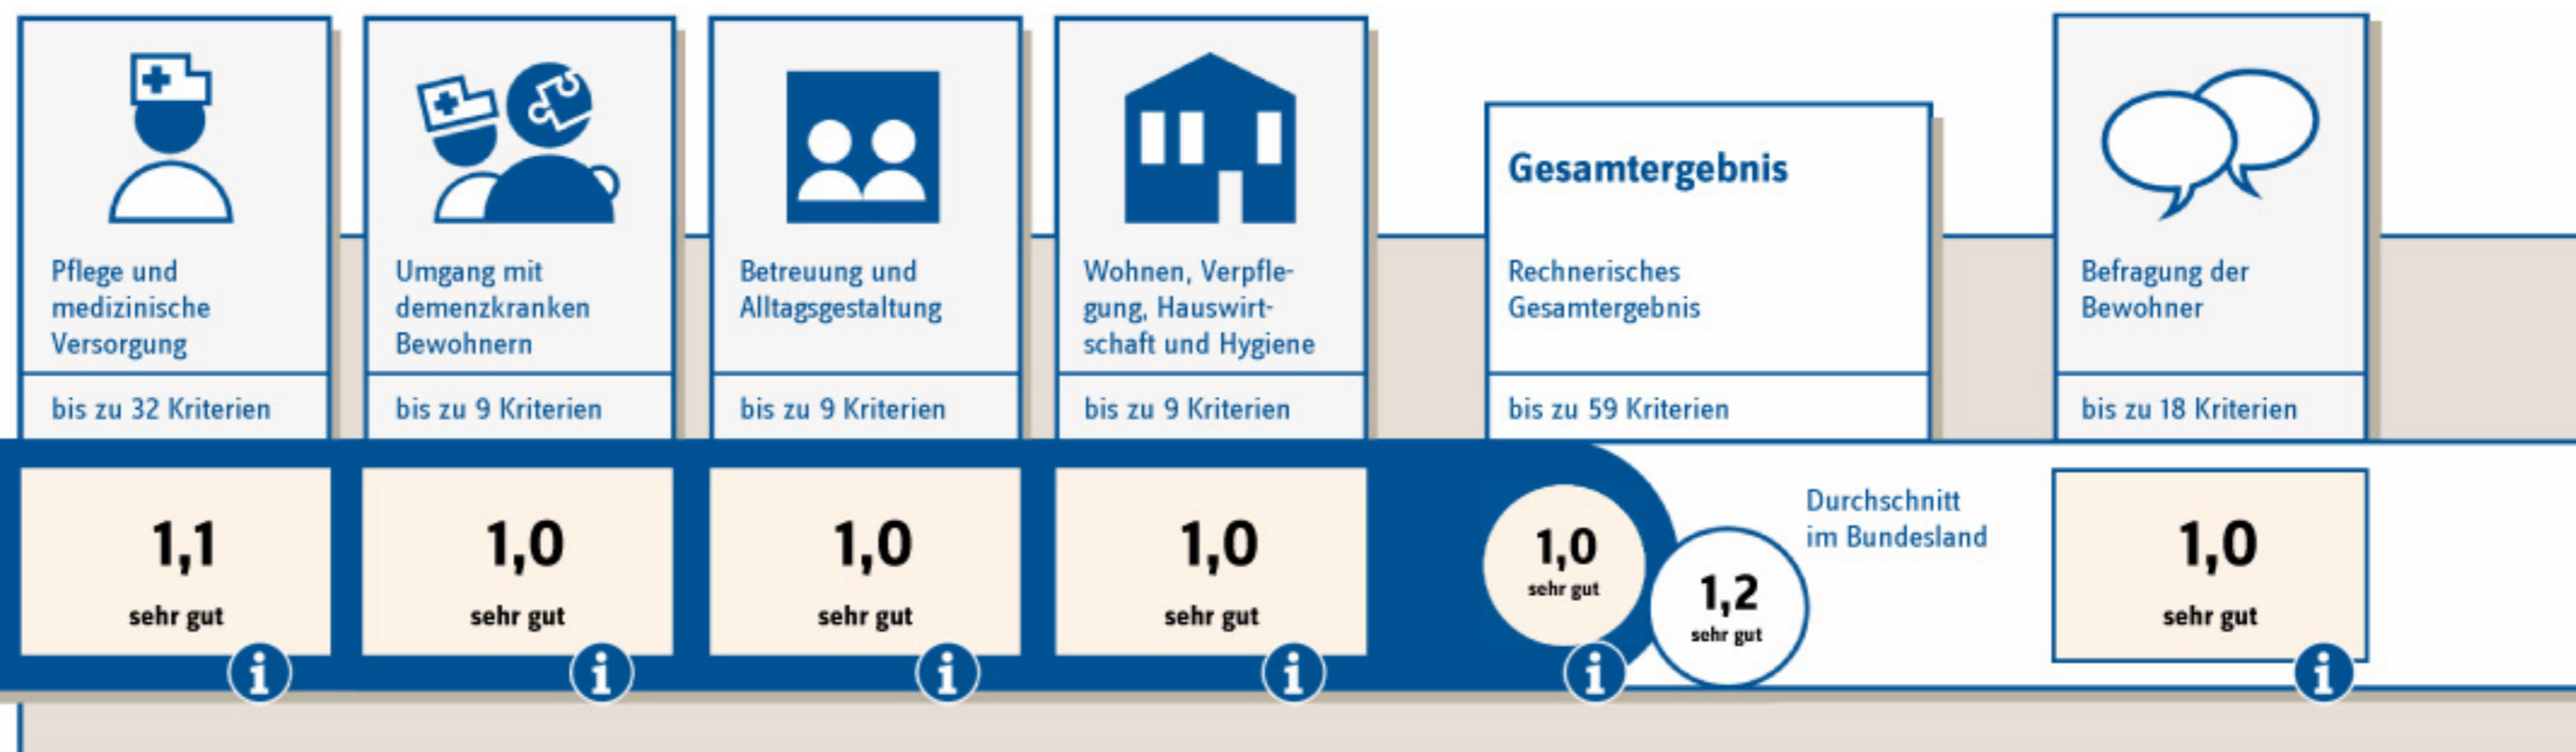 Pflege und
medizinische
Versorgung
bis zu 32 Kriterien
1,1
sehr gut
Umgang mit
demenzkranken
Bewohnern
bis zu 9 Kriterien
1,0
sehr gut
Betreuung und
Alltagsgestaltung
bis zu 9 Kriterien
1,0
sehr gut
Wohnen, Verpfle-
gung, Hauswirt-
schaft und Hygiene
bis zu 9 Kriterien
1,0
sehr gut
Gesamtergebnis
Rechnerisches
Gesamtergebnis
bis zu 59 Kriterien
1,0
sehr gut
1,2
sehr gut
Durchschnitt
im Bundesland
Befragung der
Bewohner
bis zu 18 Kriterien
1,0
sehr gut